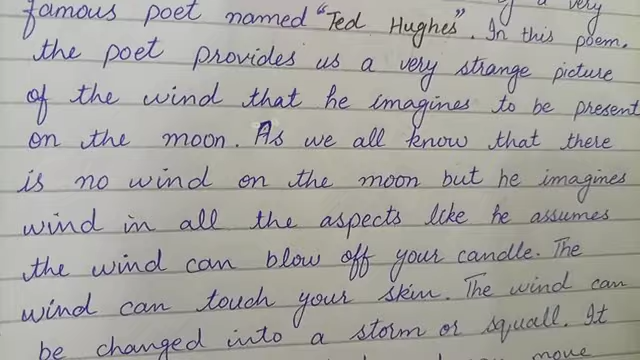 of a very
famous poet named "Ted Hughes". In this poem,
the poet provides us a very strange picture
of the wind that he imagines to be present
on the moon. As we all know that there
is no wind on the moon but he imagines
wind in all the aspects like he assumes
the wind can blow off your candle. The
wind can touch your skin. The wind can
be changed into a storm or squall. It
move